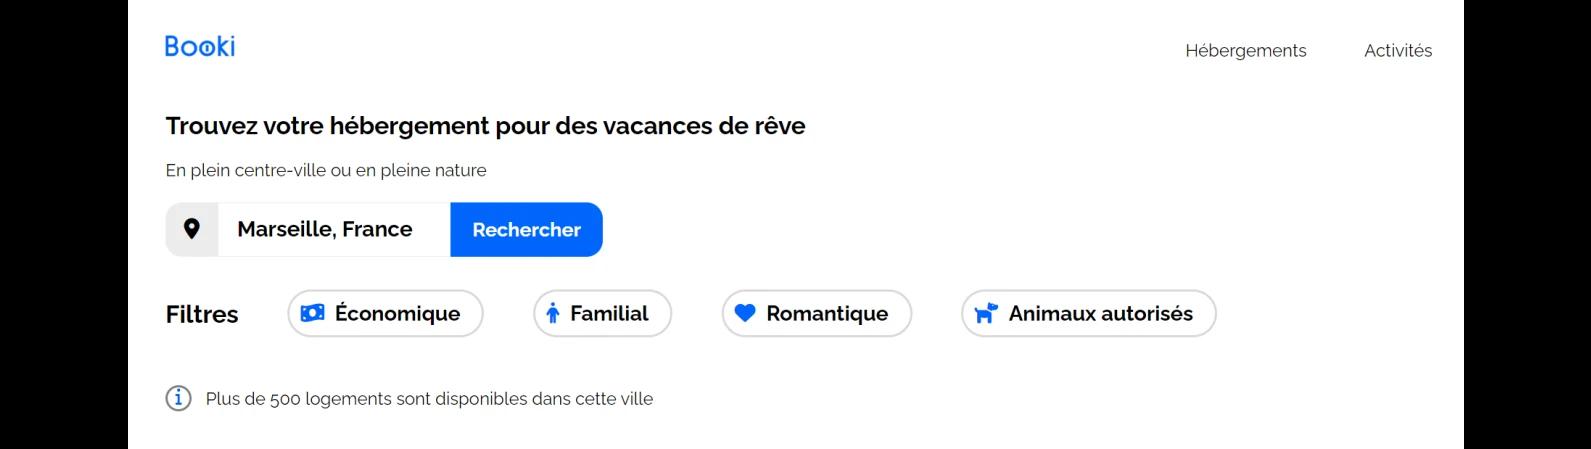 Booki
Hébergements Activités
Trouvez votre hébergement pour des vacances de rêve
En plein centre-ville ou en pleine nature
Marseille, France Rechercher
Filtres Économique Familial Romantique Animaux autorisés
i Plus de 500 logements sont disponibles dans cette ville